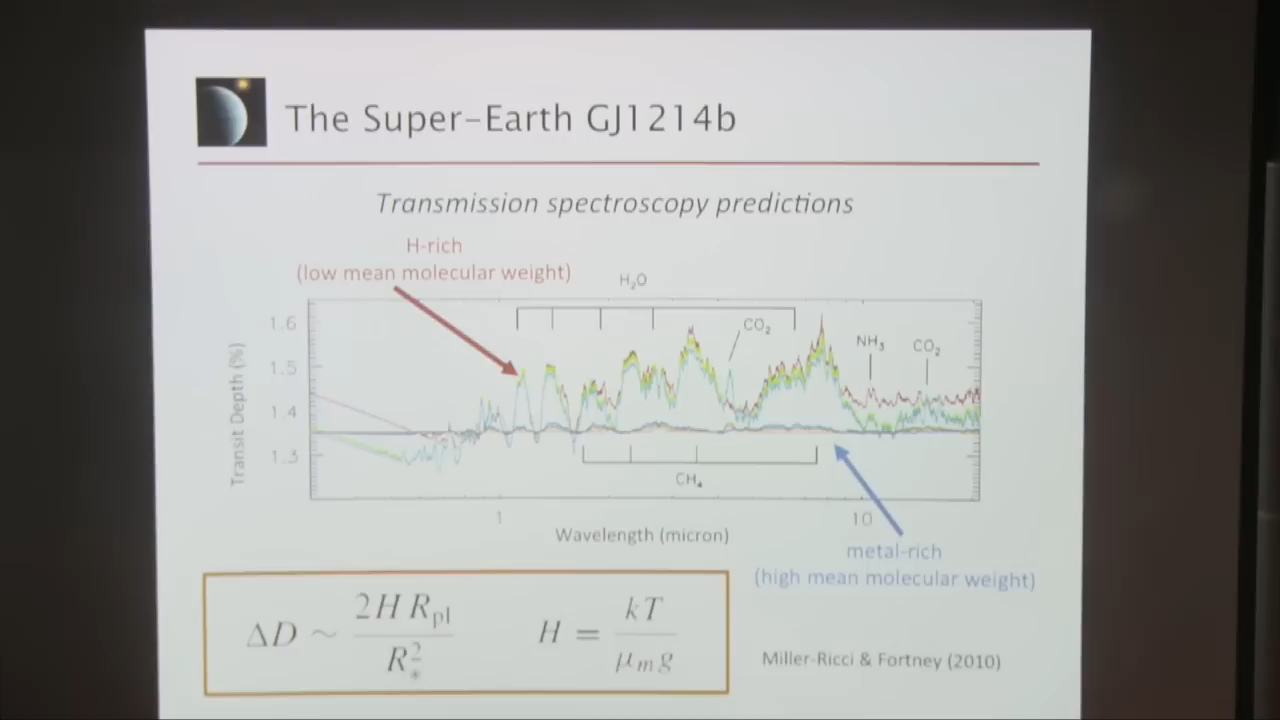 The Super-Earth GJ1214b
Transmission spectroscopy predictions
H-rich
(low mean molecular weight)
H₂O
CO₂
NH₃
CO₂
1.6
1.5
1.4
1.3
Transit Depth (%)
CH₄
1
10
Wavelength (micron)
metal-rich
(high mean molecular weight)
ΔD ~ 2H R_pl / R_*^2
H = kT / μ_m g
Miller-Ricci & Fortney (2010)